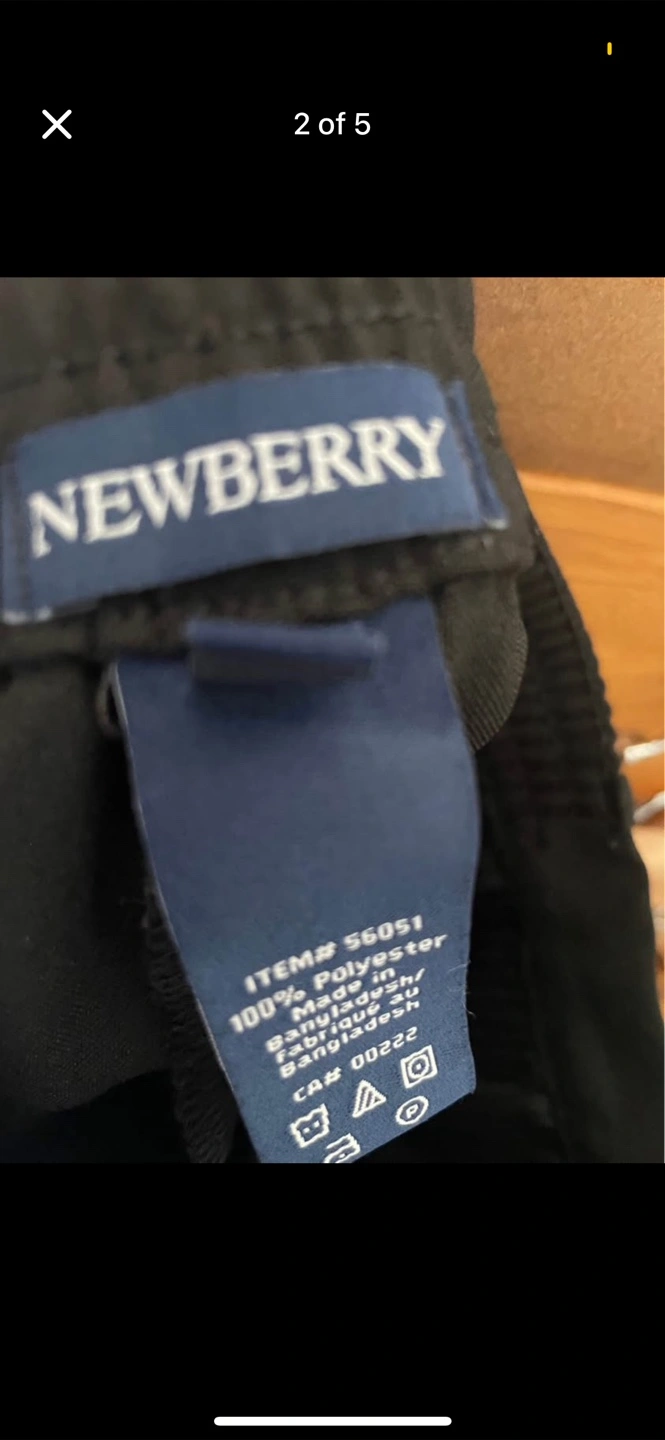 2 of 5
NEWBERRY
ITEM# 56051
100% Polyester
Made in
Bangladesh/
Fabriqué au
Bangladesh
CA# 00222
P